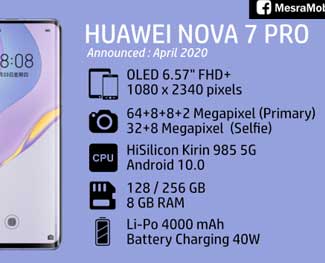 MesraMob
HUAWEI NOVA 7 PRO
Announced : April 2020
8:08
OLED 6.57" FHD+
1080 x 2340 pixels
64+8+8+2 Megapixel (Primary)
32+8 Megapixel (Selfie)
CPU
HiSilicon Kirin 985 5G
Android 10.0
128 / 256 GB
8 GB RAM
Li-Po 4000 mAh
Battery Charging 40W